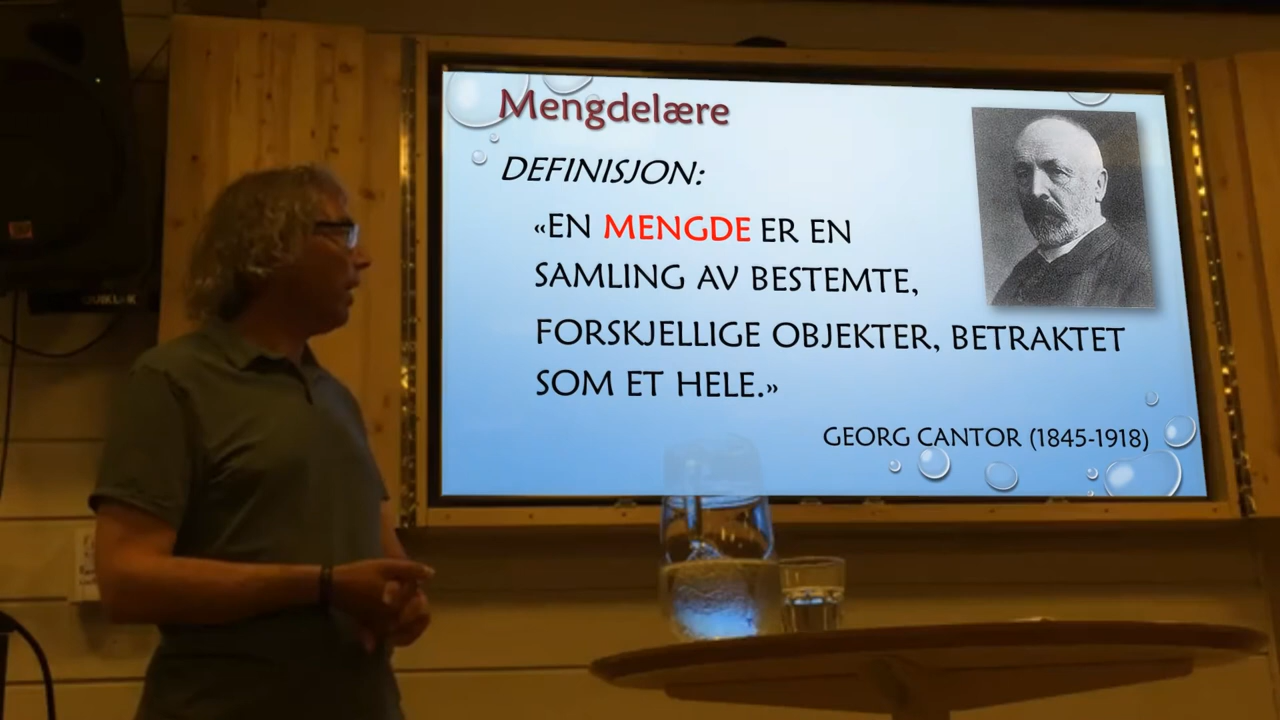 Mengdelære
DEFINISJON:
«EN MENGDE ER EN
SAMLING AV BESTEMTE,
FORSKJELLIGE OBJEKTER, BETRAKTET
SOM ET HELE.»
GEORG CANTOR (1845-1918)
QUIKLOK